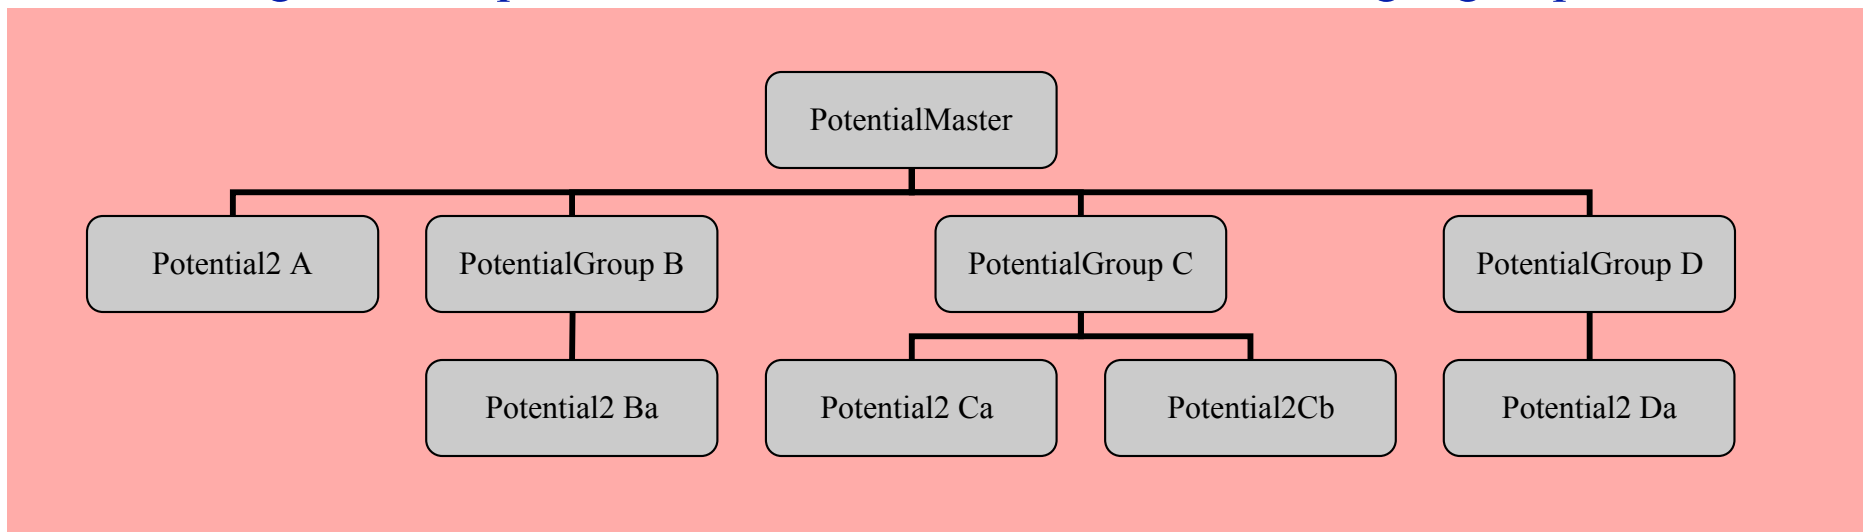 PotentialMaster
Potential2 A
PotentialGroup B
PotentialGroup C
PotentialGroup D
Potential2 Ba
Potential2 Ca
Potential2Cb
Potential2 Da